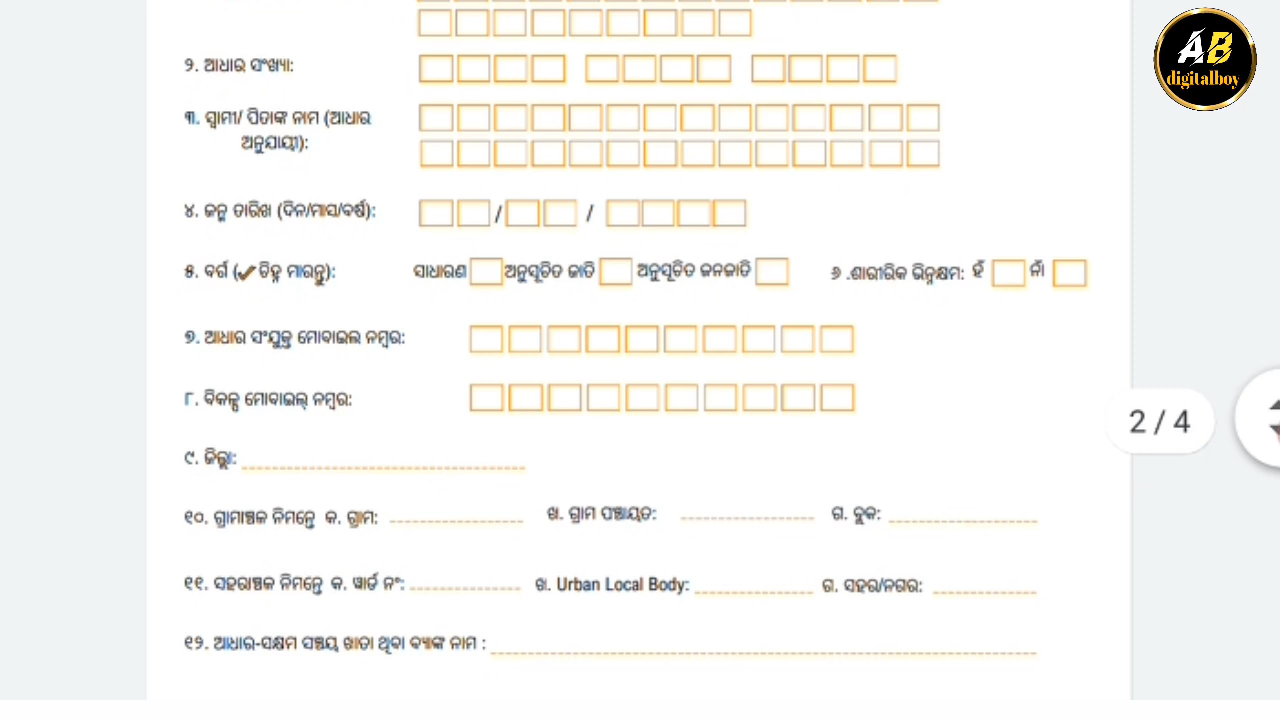 AB
digitalboy
୨. ଆଧାର ସଂଖ୍ୟା:
୩. ସ୍ୱାମୀ/ ପିତାଙ୍କ ନାମ (ଆଧାର
ଅନୁଯାୟୀ):
୪. ଜନ୍ମ ତାରିଖ (ଦିନ/ମାସ/ବର୍ଷ): / /
୫. ବର୍ଗ (✓ ଚିହ୍ନ ମାରନ୍ତୁ): ସାଧାରଣ ଅନୁସୂଚିତ ଜାତି ଅନୁସୂଚିତ ଜନଜାତି ୬ .ଶାରୀରିକ ଭିନ୍ନକ୍ଷମ: ହଁ ନାଁ
୭. ଆଧାର ସଂଯୁକ୍ତ ମୋବାଇଲ ନମ୍ବର:
୮. ବିକଳ୍ପ ମୋବାଇଲ୍ ନମ୍ବର:
2 / 4
୯. ଜିଲ୍ଲା:
୧୦. ଗ୍ରାମାଞ୍ଚଳ ନିମନ୍ତେ କ. ଗ୍ରାମ: ଖ. ଗ୍ରାମ ପଞ୍ଚାୟତ: ଗ. ବ୍ଲକ:
୧୧. ସହରାଞ୍ଚଳ ନିମନ୍ତେ କ. ୱାର୍ଡ ନଂ: ଖ. Urban Local Body: ଗ. ସହର/ନଗର:
୧୨. ଆଧାର-ସକ୍ଷମ ସଞ୍ଚୟ ଖାତା ଥିବା ବ୍ୟାଙ୍କ ନାମ :